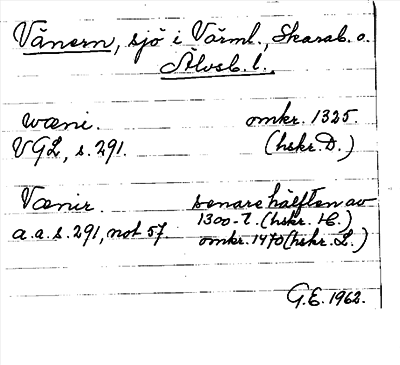 Vänern, sjö i Värml., Skarab. o.
Älvsb. l.
wæni. omkr. 1325.
VGL, s. 291. (hskr. D.)
Vænir. senare hälften av
1300-t. (hskr. H.)
a.a.s. 291, not 57. omkr. 1470 (hskr. L.)
G.E. 1962.